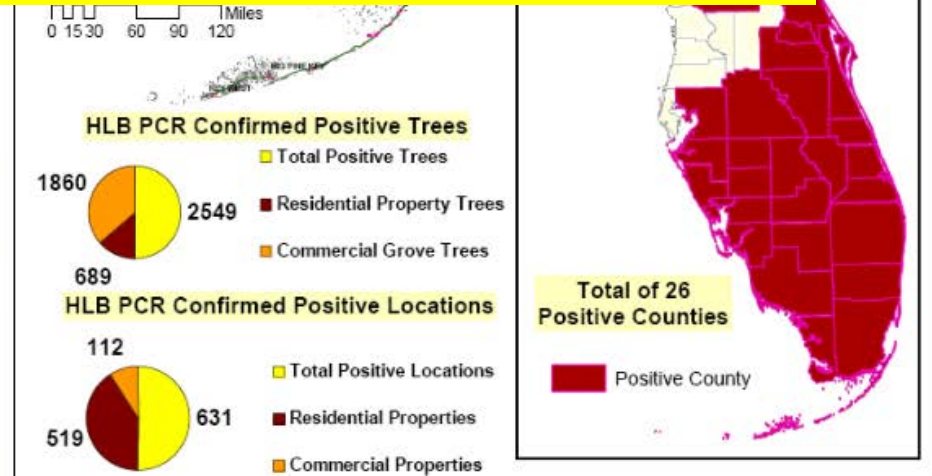 Miles
0 15 30 60 90 120
HLB PCR Confirmed Positive Trees
Total Positive Trees
1860
2549
Residential Property Trees
Commercial Grove Trees
689
HLB PCR Confirmed Positive Locations
112
Total Positive Locations
631
Residential Properties
519
Commercial Properties
Total of 26
Positive Counties
Positive County